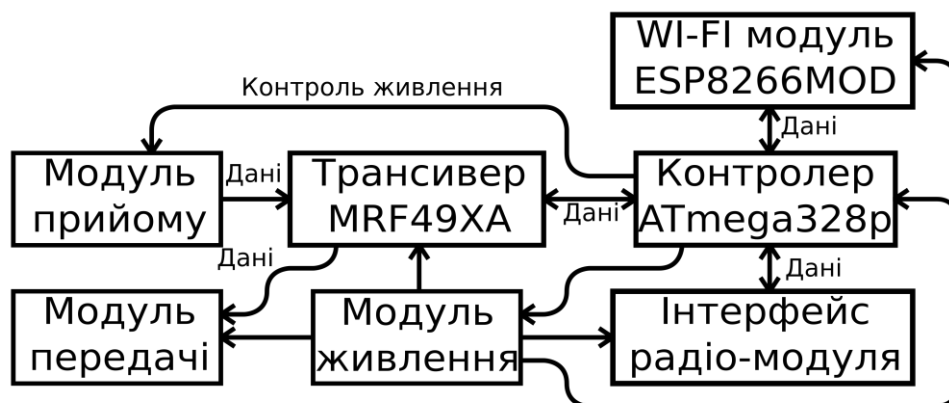 WI-FI модуль
ESP8266MOD
Контроль живлення
Дані
Модуль
прийому
Дані
Трансивер
MRF49XA
Дані
Контролер
ATmega328p
Дані
Дані
Модуль
передачі
Модуль
живлення
Інтерфейс
радіо-модуля